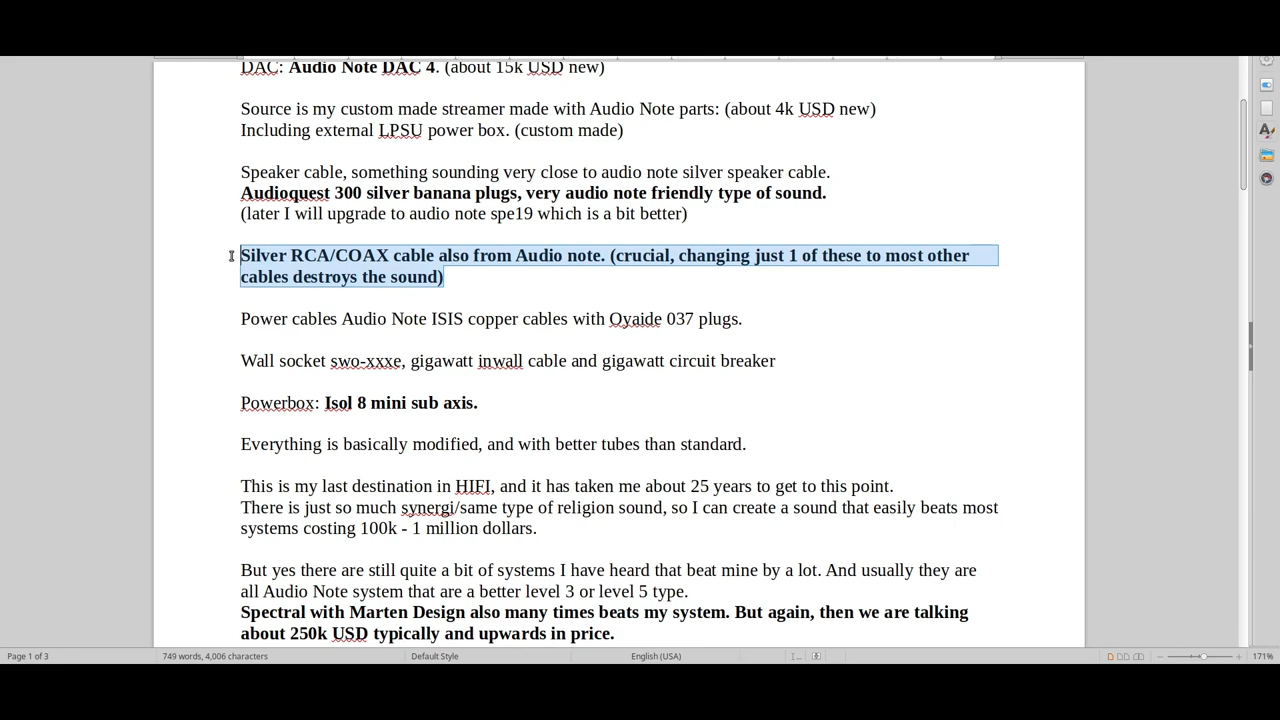 DAC: Audio Note DAC 4. (about 15k USD new)
Source is my custom made streamer made with Audio Note parts: (about 4k USD new)
Including external LPSU power box. (custom made)
Speaker cable, something sounding very close to audio note silver speaker cable.
Audioquest 300 silver banana plugs, very audio note friendly type of sound.
(later I will upgrade to audio note spe19 which is a bit better)
Silver RCA/COAX cable also from Audio note. (crucial, changing just 1 of these to most other
cables destroys the sound)
Power cables Audio Note ISIS copper cables with Oyaide 037 plugs.
Wall socket swo-xxxe, gigawatt inwall cable and gigawatt circuit breaker
Powerbox: Isol 8 mini sub axis.
Everything is basically modified, and with better tubes than standard.
This is my last destination in HIFI, and it has taken me about 25 years to get to this point.
There is just so much synergi/same type of religion sound, so I can create a sound that easily beats most
systems costing 100k - 1 million dollars.
But yes there are still quite a bit of systems I have heard that beat mine by a lot. And usually they are
all Audio Note system that are a better level 3 or level 5 type.
Spectral with Marten Design also many times beats my system. But again, then we are talking
about 250k USD typically and upwards in price.
Page 1 of 3
749 words, 4,006 characters
Default Style
English (USA)
171%